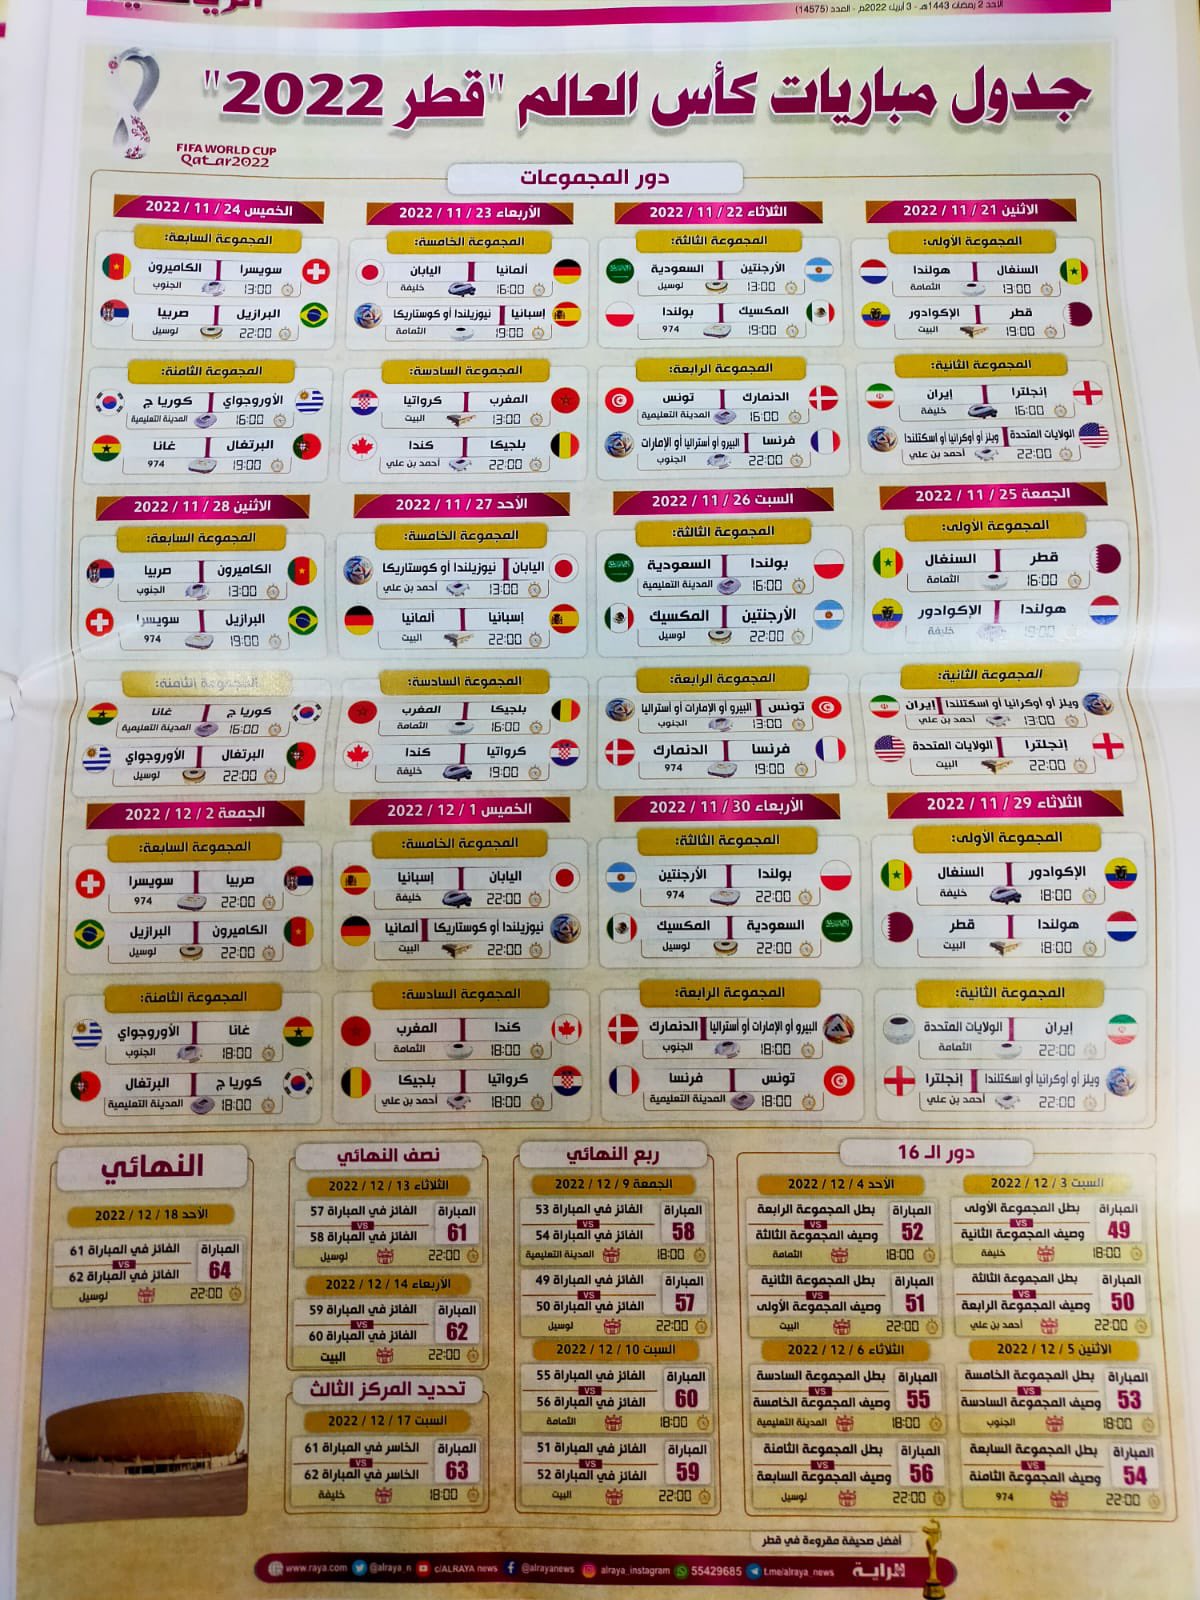 الرياضية
الأحد 2 رمضان 1443هـ - 3 أبريل 2022م - العدد (14575)
جدول مباريات كأس العالم "قطر 2022"
FIFA WORLD CUP
Qatar2022
دور المجموعات
الاثنين 21 / 11 / 2022
المجموعة الأولى:
السنغال هولندا
13:00 الثمامة
قطر الإكوادور
19:00 البيت
المجموعة الثانية:
إنجلترا إيران
16:00 خليفة
الولايات المتحدة ويلز أو أوكرانيا أو اسكتلندا
22:00 أحمد بن علي
الثلاثاء 22 / 11 / 2022
المجموعة الثالثة:
الأرجنتين السعودية
13:00 لوسيل
المكسيك بولندا
19:00 974
المجموعة الرابعة:
الدنمارك تونس
16:00 المدينة التعليمية
فرنسا البيرو أو أستراليا أو الإمارات
22:00 الجنوب
الأربعاء 23 / 11 / 2022
المجموعة الخامسة:
ألمانيا اليابان
16:00 خليفة
إسبانيا نيوزيلندا أو كوستاريكا
19:00 الثمامة
المجموعة السادسة:
المغرب كرواتيا
13:00 البيت
بلجيكا كندا
22:00 أحمد بن علي
الخميس 24 / 11 / 2022
المجموعة السابعة:
سويسرا الكاميرون
13:00 الجنوب
البرازيل صربيا
22:00 لوسيل
المجموعة الثامنة:
الأوروجواي كوريا ج
16:00 المدينة التعليمية
البرتغال غانا
19:00 974
الجمعة 25 / 11 / 2022
المجموعة الأولى:
قطر السنغال
16:00 الثمامة
هولندا الإكوادور
19:00 خليفة
المجموعة الثانية:
ويلز أو أوكرانيا أو اسكتلندا إيران
13:00 أحمد بن علي
إنجلترا الولايات المتحدة
22:00 البيت
السبت 26 / 11 / 2022
المجموعة الثالثة:
بولندا السعودية
16:00 المدينة التعليمية
الأرجنتين المكسيك
22:00 لوسيل
المجموعة الرابعة:
تونس البيرو أو الإمارات أو أستراليا
13:00 الجنوب
فرنسا الدنمارك
19:00 974
الأحد 27 / 11 / 2022
المجموعة الخامسة:
اليابان نيوزيلندا أو كوستاريكا
13:00 أحمد بن علي
إسبانيا ألمانيا
22:00 البيت
المجموعة السادسة:
بلجيكا المغرب
16:00 الثمامة
كرواتيا كندا
19:00 خليفة
الاثنين 28 / 11 / 2022
المجموعة السابعة:
الكاميرون صربيا
13:00 الجنوب
البرازيل سويسرا
19:00 974
المجموعة الثامنة:
كوريا ج غانا
16:00 المدينة التعليمية
البرتغال الأوروجواي
22:00 لوسيل
الثلاثاء 29 / 11 / 2022
المجموعة الأولى:
الإكوادور السنغال
18:00 خليفة
هولندا قطر
18:00 البيت
المجموعة الثانية:
إيران الولايات المتحدة
22:00 الثمامة
ويلز أو أوكرانيا أو اسكتلندا إنجلترا
22:00 أحمد بن علي
الأربعاء 30 / 11 / 2022
المجموعة الثالثة:
بولندا الأرجنتين
22:00 974
السعودية المكسيك
22:00 لوسيل
المجموعة الرابعة:
البيرو أو الإمارات أو أستراليا الدنمارك
18:00 الجنوب
تونس فرنسا
18:00 المدينة التعليمية
الخميس 1 / 12 / 2022
المجموعة الخامسة:
اليابان إسبانيا
22:00 خليفة
نيوزيلندا أو كوستاريكا ألمانيا
22:00 البيت
المجموعة السادسة:
كندا المغرب
18:00 الثمامة
كرواتيا بلجيكا
18:00 أحمد بن علي
الجمعة 2 / 12 / 2022
المجموعة السابعة:
صربيا سويسرا
22:00 974
الكاميرون البرازيل
22:00 لوسيل
المجموعة الثامنة:
غانا الأوروجواي
18:00 الجنوب
كوريا ج البرتغال
18:00 المدينة التعليمية
دور الـ 16
السبت 3 / 12 / 2022
المباراة 49
بطل المجموعة الأولى
VS
وصيف المجموعة الثانية
18:00 خليفة
المباراة 50
بطل المجموعة الثالثة
VS
وصيف المجموعة الرابعة
22:00 أحمد بن علي
الأحد 4 / 12 / 2022
المباراة 52
بطل المجموعة الرابعة
VS
وصيف المجموعة الثالثة
18:00 الثمامة
المباراة 51
بطل المجموعة الثانية
VS
وصيف المجموعة الأولى
22:00 البيت
الاثنين 5 / 12 / 2022
المباراة 53
بطل المجموعة الخامسة
VS
وصيف المجموعة السادسة
18:00 الجنوب
المباراة 54
بطل المجموعة السابعة
VS
وصيف المجموعة الثامنة
22:00 974
الثلاثاء 6 / 12 / 2022
المباراة 55
بطل المجموعة السادسة
VS
وصيف المجموعة الخامسة
18:00 المدينة التعليمية
المباراة 56
بطل المجموعة الثامنة
VS
وصيف المجموعة السابعة
22:00 لوسيل
ربع النهائي
الجمعة 9 / 12 / 2022
المباراة 58
الفائز في المباراة 53
VS
الفائز في المباراة 54
18:00 المدينة التعليمية
المباراة 57
الفائز في المباراة 49
VS
الفائز في المباراة 50
22:00 لوسيل
السبت 10 / 12 / 2022
المباراة 60
الفائز في المباراة 55
VS
الفائز في المباراة 56
18:00 الثمامة
المباراة 59
الفائز في المباراة 51
VS
الفائز في المباراة 52
22:00 البيت
نصف النهائي
الثلاثاء 13 / 12 / 2022
المباراة 61
الفائز في المباراة 57
VS
الفائز في المباراة 58
22:00 لوسيل
الأربعاء 14 / 12 / 2022
المباراة 62
الفائز في المباراة 59
VS
الفائز في المباراة 60
22:00 البيت
تحديد المركز الثالث
السبت 17 / 12 / 2022
المباراة 63
الخاسر في المباراة 61
VS
الخاسر في المباراة 62
18:00 خليفة
النهائي
الأحد 18 / 12 / 2022
المباراة 64
الفائز في المباراة 61
VS
الفائز في المباراة 62
22:00 لوسيل
أفضل صحيفة مقروءة في قطر
www.raya.com @alraya_n c/ALRAYA news alrayanews alraya_instagram 55429685 t.me/alraya_news الراية